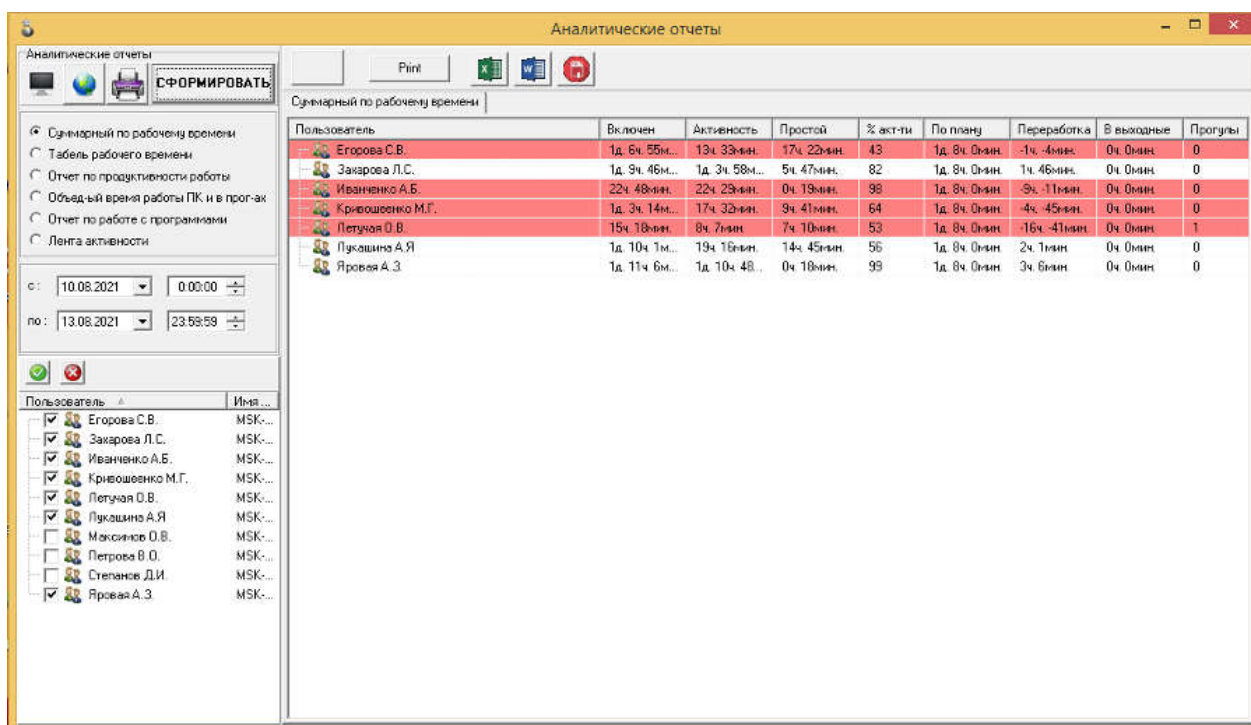 Аналитические отчеты
Аналитические отчеты
СФОРМИРОВАТЬ
Print
Суммарный по рабочему времени
Суммарный по рабочему времени
Табель рабочего времени
Отчет по продуктивности работы
Объед-ый время работы ПК и в прог-ах
Отчет по работе с программами
Лента активности
с: 10.08.2021 0:00:00
по: 13.08.2021 23:59:59
Пользователь Имя ...
Егорова С.В. MSK-...
Захарова Л.С. MSK-...
Иванченко А.Б. MSK-...
Кривошеенко М.Г. MSK-...
Летучая О.В. MSK-...
Лукашина А.Я MSK-...
Максимов О.В. MSK-...
Петрова В.О. MSK-...
Степанов Д.И. MSK-...
Яровая А.З. MSK-...
Пользователь Включен Активность Простой % акт-ти По плану Переработка В выходные Прогулы
Егорова С.В. 1д. 6ч. 55м... 13ч. 33мин. 17ч. 22мин. 43 1д. 8ч. 0мин. -1ч. -4мин. 0ч. 0мин. 0
Захарова Л.С. 1д. 9ч. 46м... 1д. 3ч. 58м... 5ч. 47мин. 82 1д. 8ч. 0мин. 1ч. 46мин. 0ч. 0мин. 0
Иванченко А.Б. 22ч. 48мин. 22ч. 29мин. 0ч. 19мин. 98 1д. 8ч. 0мин. -9ч. -11мин. 0ч. 0мин. 0
Кривошеенко М.Г. 1д. 3ч. 14м... 17ч. 32мин. 9ч. 41мин. 64 1д. 8ч. 0мин. -4ч. -45мин. 0ч. 0мин. 0
Летучая О.В. 15ч. 18мин. 8ч. 7мин. 7ч. 10мин. 53 1д. 8ч. 0мин. -16ч. -41мин. 0ч. 0мин. 1
Лукашина А.Я 1д. 10ч. 1м... 19ч. 16мин. 14ч. 45мин. 56 1д. 8ч. 0мин. 2ч. 1мин. 0ч. 0мин. 0
Яровая А.З. 1д. 11ч. 6м... 1д. 10ч. 48... 0ч. 18мин. 99 1д. 8ч. 0мин. 3ч. 6мин. 0ч. 0мин. 0